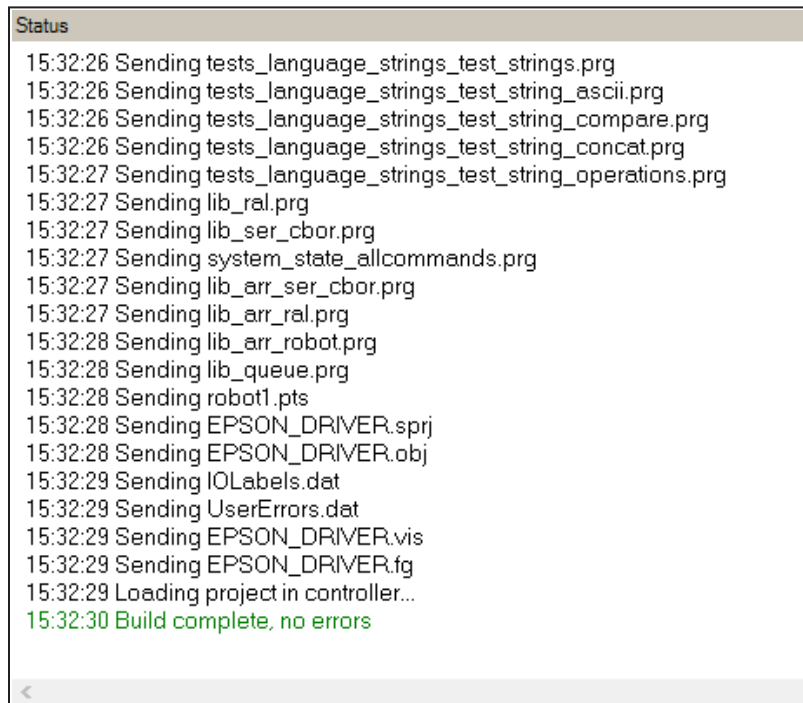 Status
15:32:26 Sending tests_language_strings_test_strings.prg
15:32:26 Sending tests_language_strings_test_string_ascii.prg
15:32:26 Sending tests_language_strings_test_string_compare.prg
15:32:26 Sending tests_language_strings_test_string_concat.prg
15:32:27 Sending tests_language_strings_test_string_operations.prg
15:32:27 Sending lib_ral.prg
15:32:27 Sending lib_ser_cbor.prg
15:32:27 Sending system_state_allcommands.prg
15:32:27 Sending lib_arr_ser_cbor.prg
15:32:27 Sending lib_arr_ral.prg
15:32:28 Sending lib_arr_robot.prg
15:32:28 Sending lib_queue.prg
15:32:28 Sending robot1.pts
15:32:28 Sending EPSON_DRIVER.sprj
15:32:28 Sending EPSON_DRIVER.obj
15:32:29 Sending IOLabels.dat
15:32:29 Sending UserErrors.dat
15:32:29 Sending EPSON_DRIVER.vis
15:32:29 Sending EPSON_DRIVER.fg
15:32:29 Loading project in controller...
15:32:30 Build complete, no errors